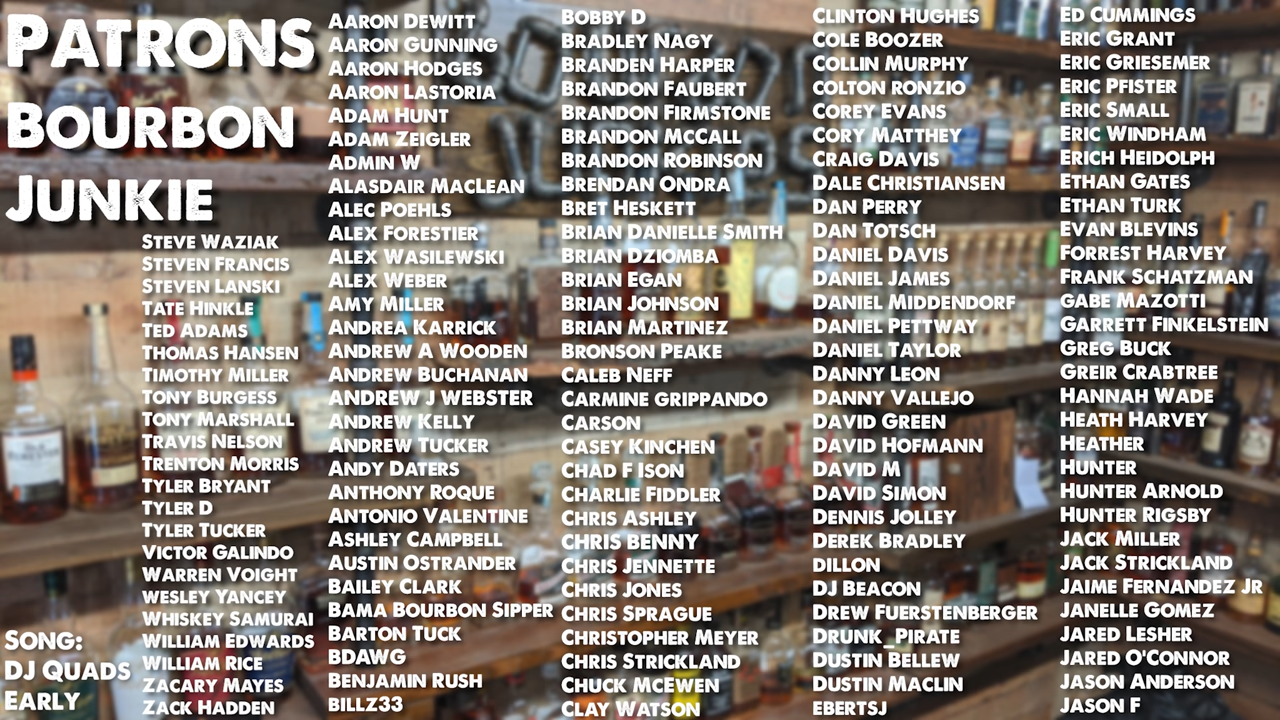 Patrons
Bourbon
Junkie
Steve Waziak
Steven Francis
Steven Lanski
Tate Hinkle
Ted Adams
Thomas Hansen
Timothy Miller
Tony Burgess
Tony Marshall
Travis Nelson
Trenton Morris
Tyler Bryant
Tyler D
Tyler Tucker
Victor Galindo
Warren Voight
wesley Yancey
Whiskey Samurai
William Edwards
William Rice
Zacary Mayes
Zack Hadden
Song:
DJ Quads
Early
Aaron Dewitt
Aaron Gunning
Aaron Hodges
Aaron Lastoria
Adam Hunt
Adam Zeigler
Admin W
Alasdair MacLean
Alec Poehls
Alex Forestier
Alex Wasilewski
Alex Weber
Amy Miller
Andrea Karrick
Andrew A Wooden
Andrew Buchanan
Andrew J Webster
Andrew Kelly
Andrew Tucker
Andy Daters
Anthony Roque
Antonio Valentine
Ashley Campbell
Austin Ostrander
Bailey Clark
Bama Bourbon Sipper
Barton Tuck
BDAWG
Benjamin Rush
billz33
Bobby D
Bradley Nagy
Branden Harper
Brandon Faubert
Brandon Firmstone
Brandon McCall
Brandon Robinson
Brendan Ondra
Bret Heskett
Brian Danielle Smith
Brian Dziomba
Brian Egan
Brian Johnson
Brian Martinez
Bronson Peake
Caleb Neff
Carmine grippando
Carson
Casey Kinchen
Chad F Ison
Charlie Fiddler
Chris Ashley
Chris Benny
Chris Jennette
Chris Jones
Chris Sprague
Christopher Meyer
Chris Strickland
Chuck McEwen
Clay Watson
Clinton Hughes
Cole Boozer
Collin Murphy
colton ronzio
Corey Evans
Cory Matthey
Craig Davis
Dale Christiansen
Dan Perry
Dan Totsch
Daniel Davis
Daniel James
Daniel Middendorf
Daniel Pettway
Daniel Taylor
Danny Leon
Danny Vallejo
David Green
David Hofmann
David M
David Simon
Dennis Jolley
Derek Bradley
Dillon
DJ Beacon
Drew Fuerstenberger
Drunk_Pirate
Dustin Bellew
Dustin Maclin
ebertsj
Ed Cummings
Eric Grant
Eric Griesemer
Eric Pfister
Eric Small
Eric Windham
Erich Heidolph
Ethan Gates
Ethan Turk
Evan Blevins
Forrest Harvey
Frank Schatzman
Gabe Mazotti
Garrett Finkelstein
Greg Buck
Greir Crabtree
Hannah Wade
Heath Harvey
Heather
Hunter
Hunter Arnold
Hunter Rigsby
Jack Miller
Jack Strickland
Jaime Fernandez Jr
Janelle Gomez
Jared Lesher
Jared O'Connor
Jason Anderson
Jason F